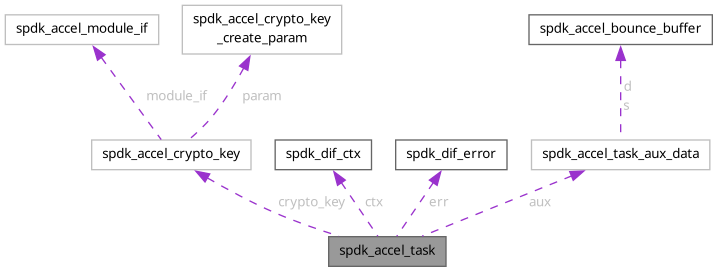 spdk_accel_module_if
spdk_accel_crypto_key
_create_param
spdk_accel_bounce_buffer
module_if
param
d
s
spdk_accel_crypto_key
spdk_dif_ctx
spdk_dif_error
spdk_accel_task_aux_data
crypto_key
ctx
err
aux
spdk_accel_task